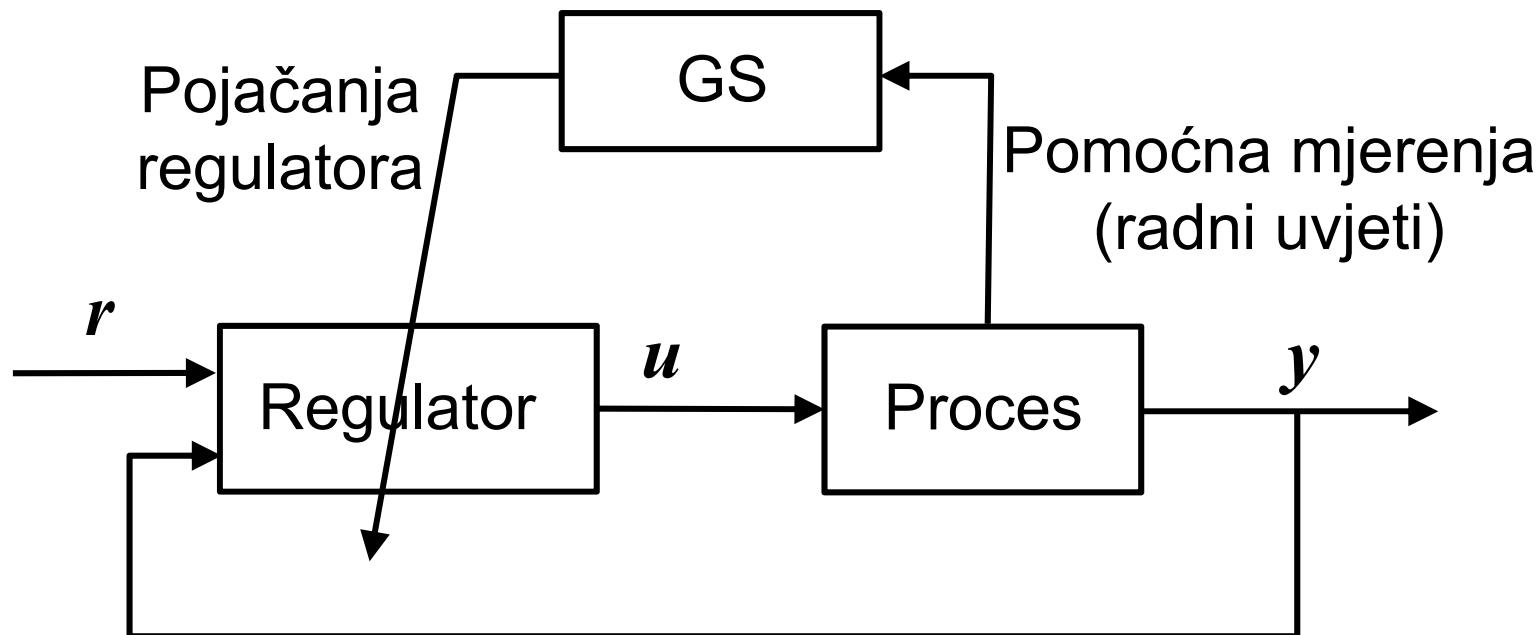 GS
Pojačanja
regulatora
Pomoćna mjerenja
(radni uvjeti)
r
Regulator
u
Proces
y